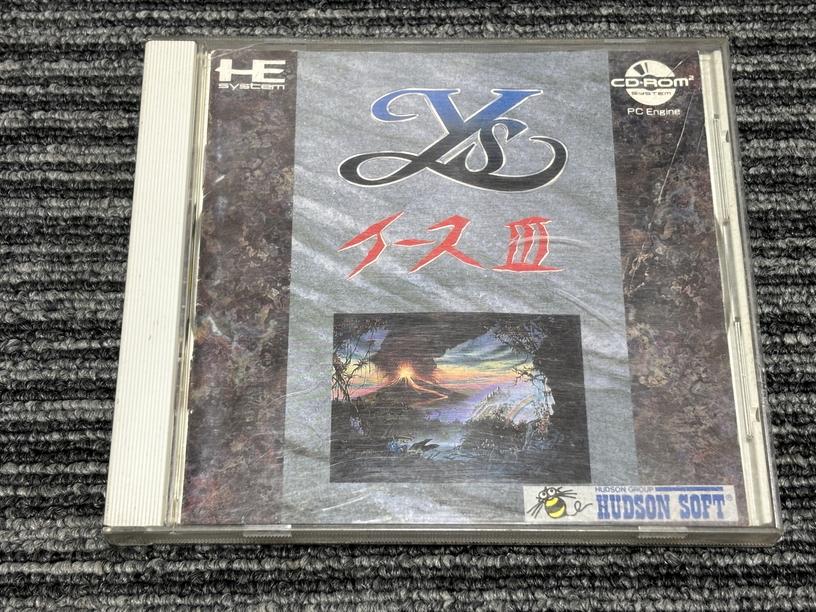 HE
system
CD-ROM²
SYSTEM
PC Engine
Ys
イース III
HUDSON GROUP
HUDSON SOFT®